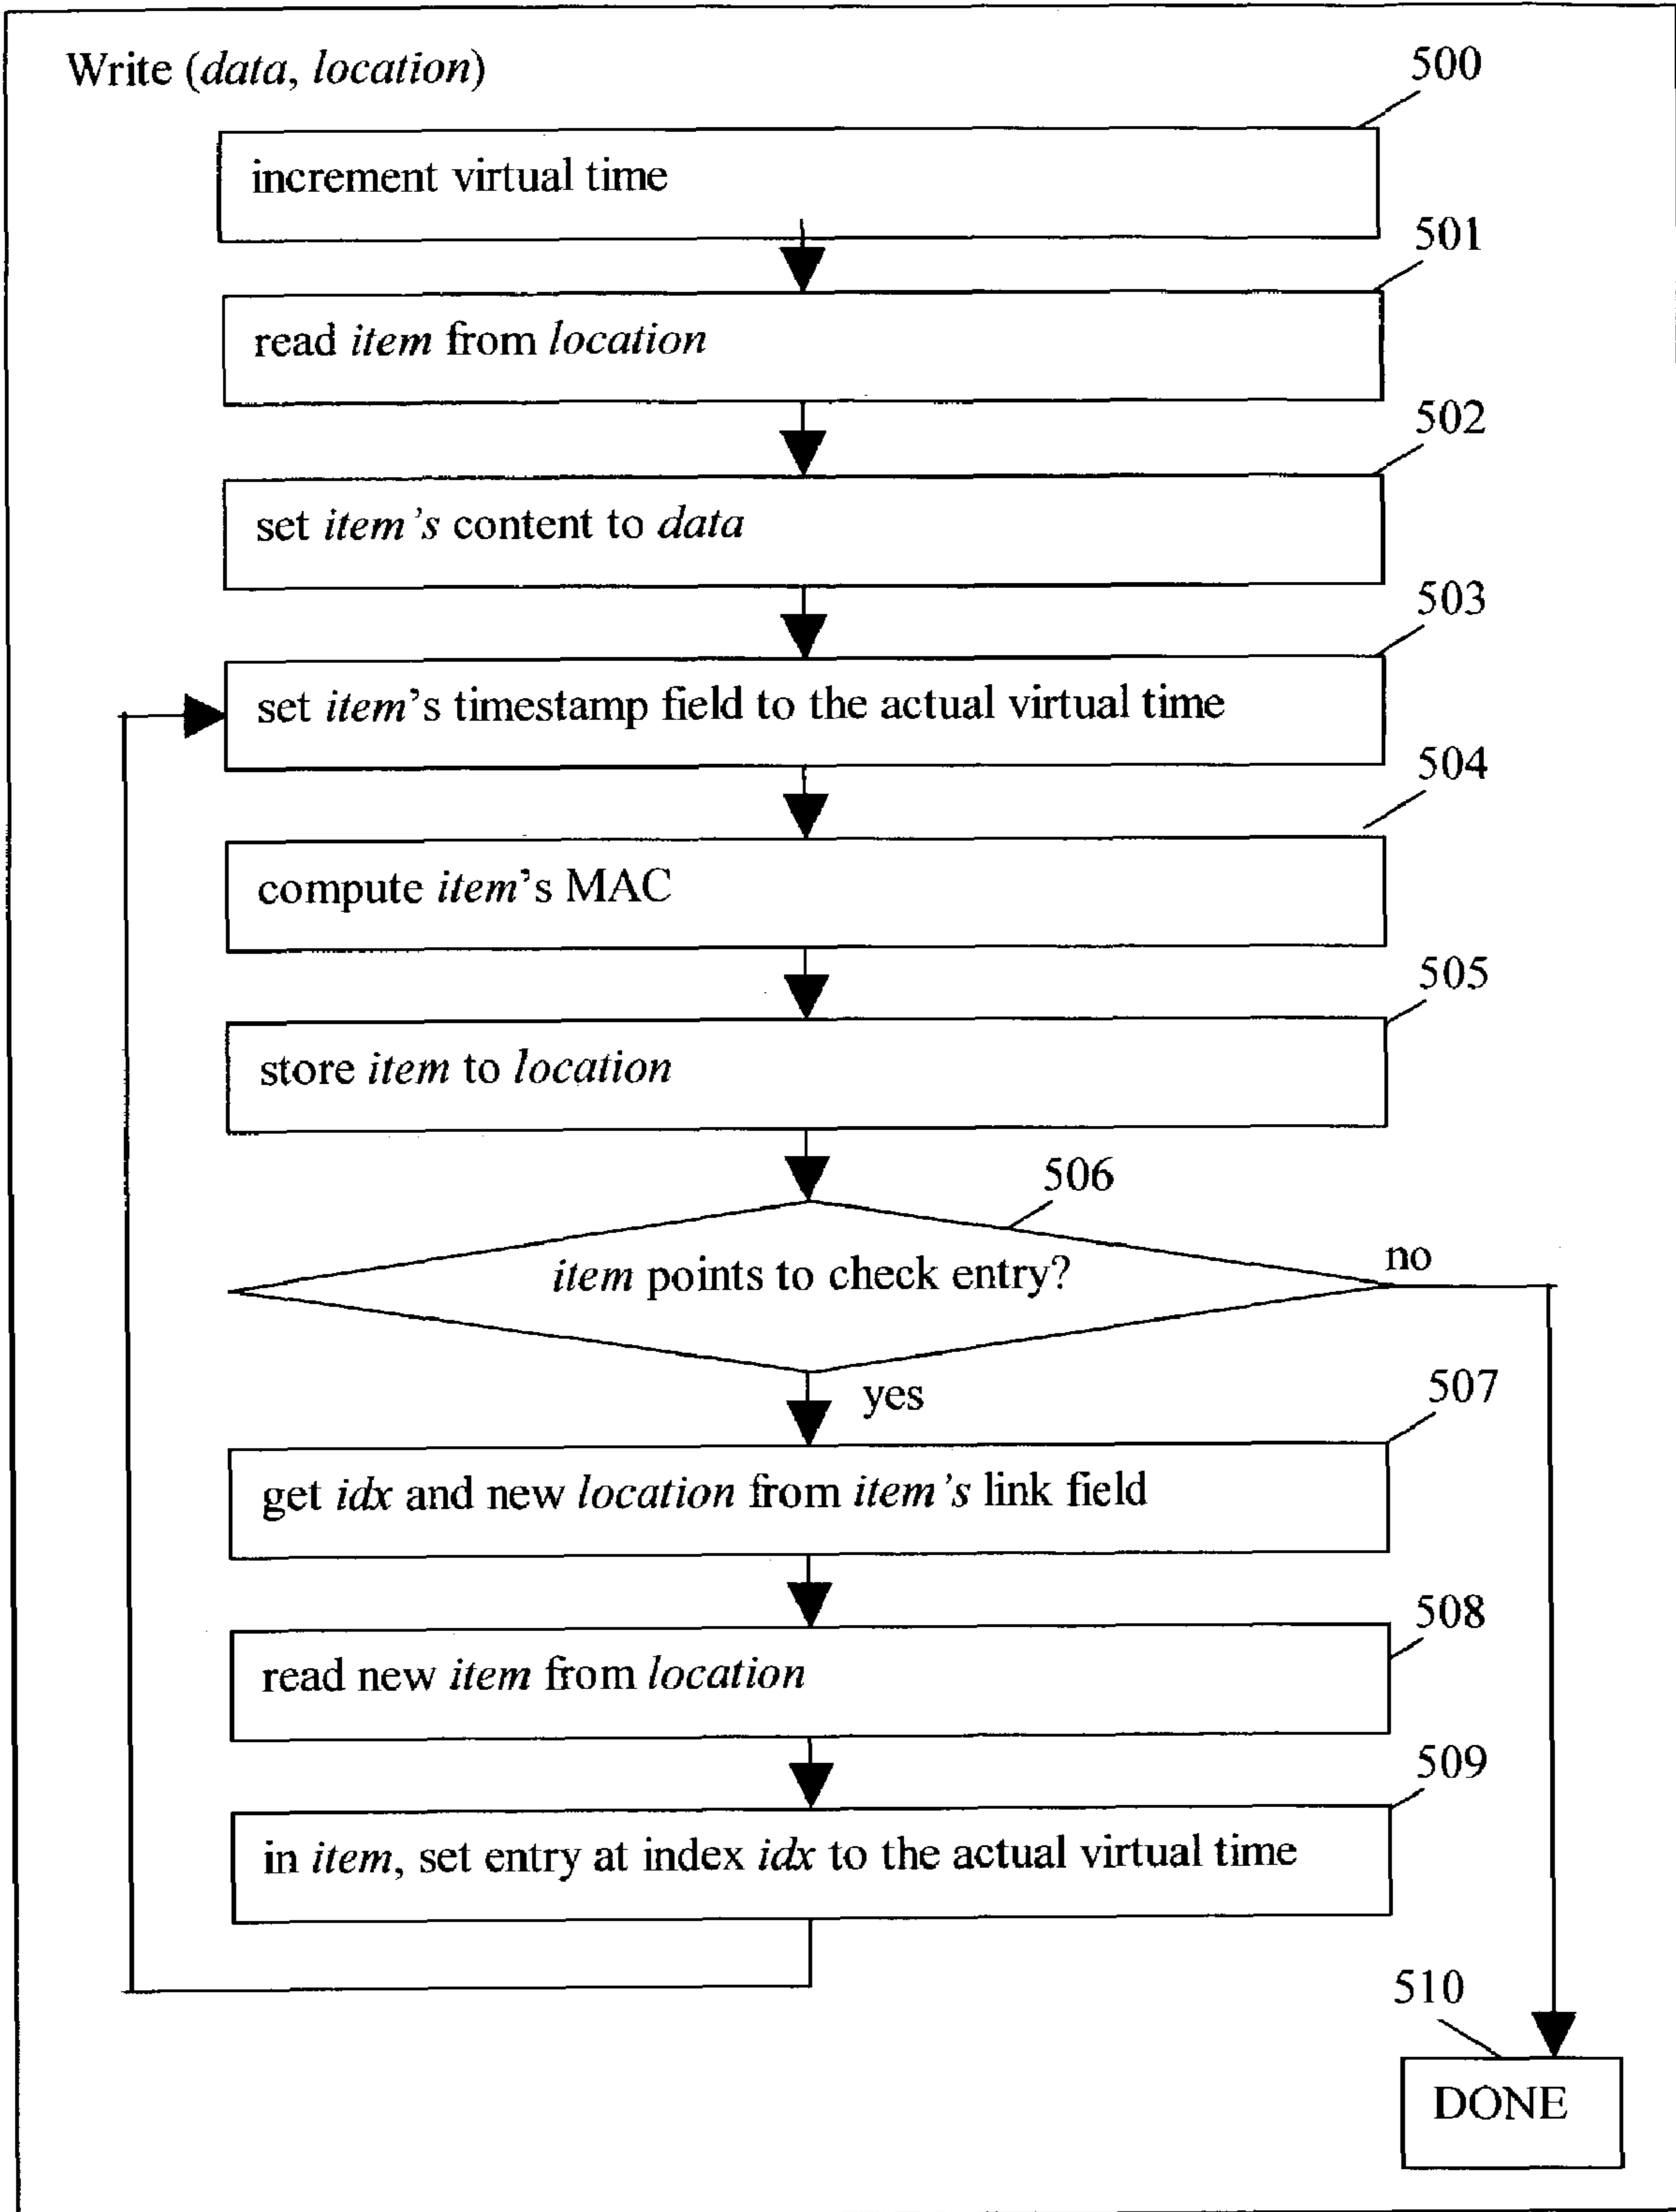 Write (data, location)
500
increment virtual time
501
read item from location
502
set item's content to data
503
set item's timestamp field to the actual virtual time
504
compute item's MAC
505
store item to location
506
item points to check entry?
no
yes
507
get idx and new location from item's link field
508
read new item from location
509
in item, set entry at index idx to the actual virtual time
510
DONE